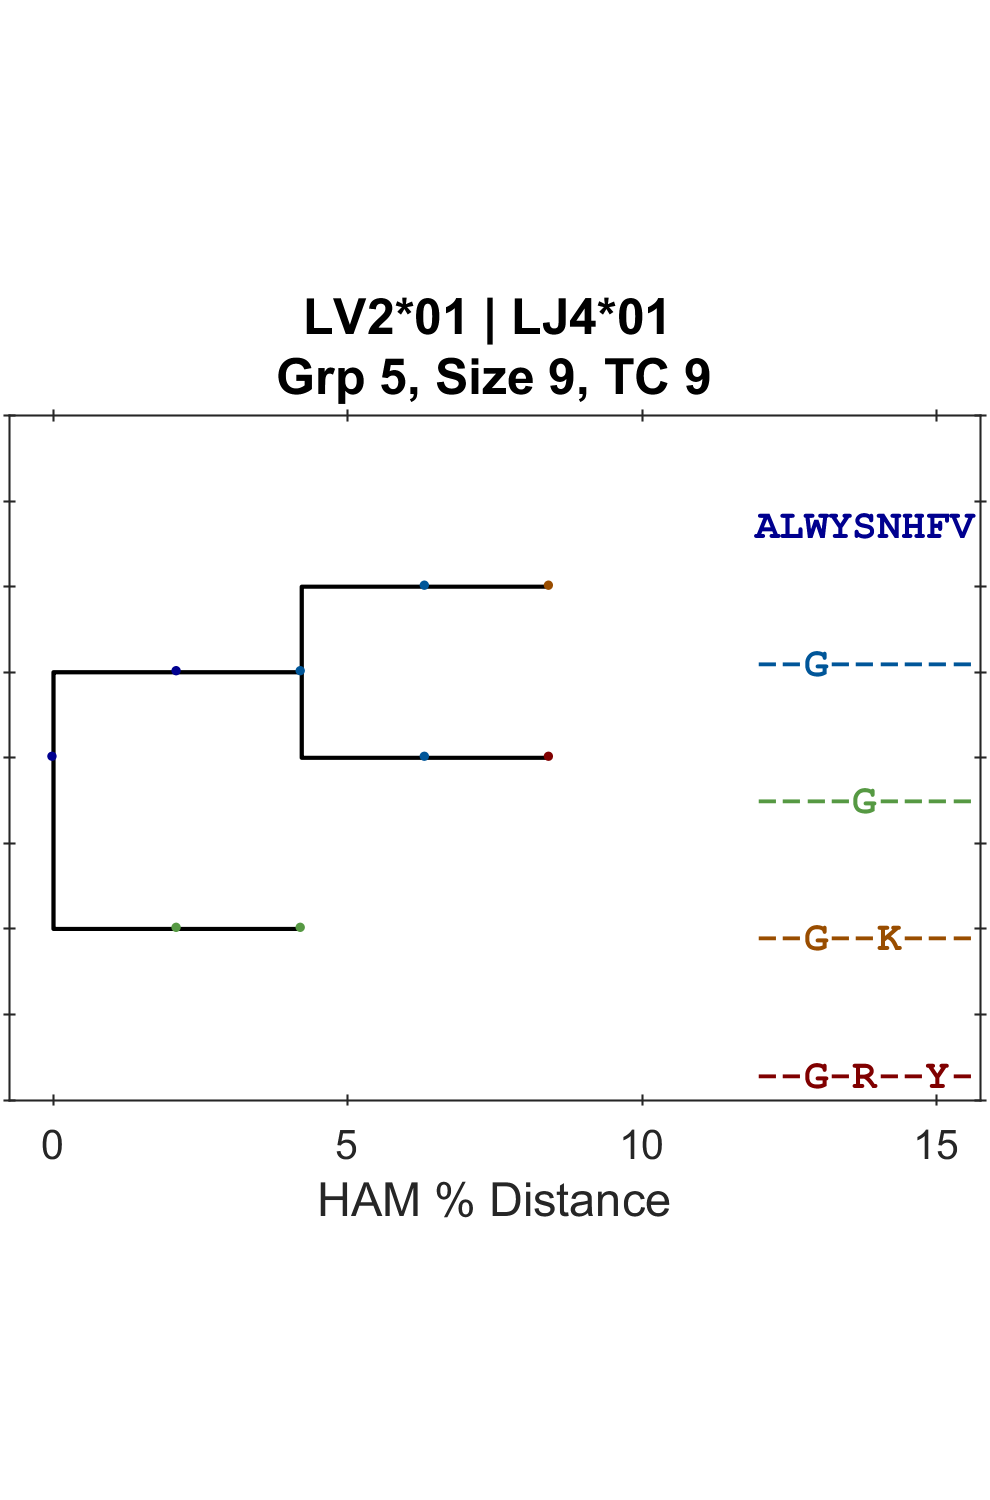 LV2*01 | LJ4*01
Grp 5, Size 9, TC 9
ALWYSNHFV
--G------
----G----
--G--K---
--G-R--Y-
0 5 10 15
HAM % Distance